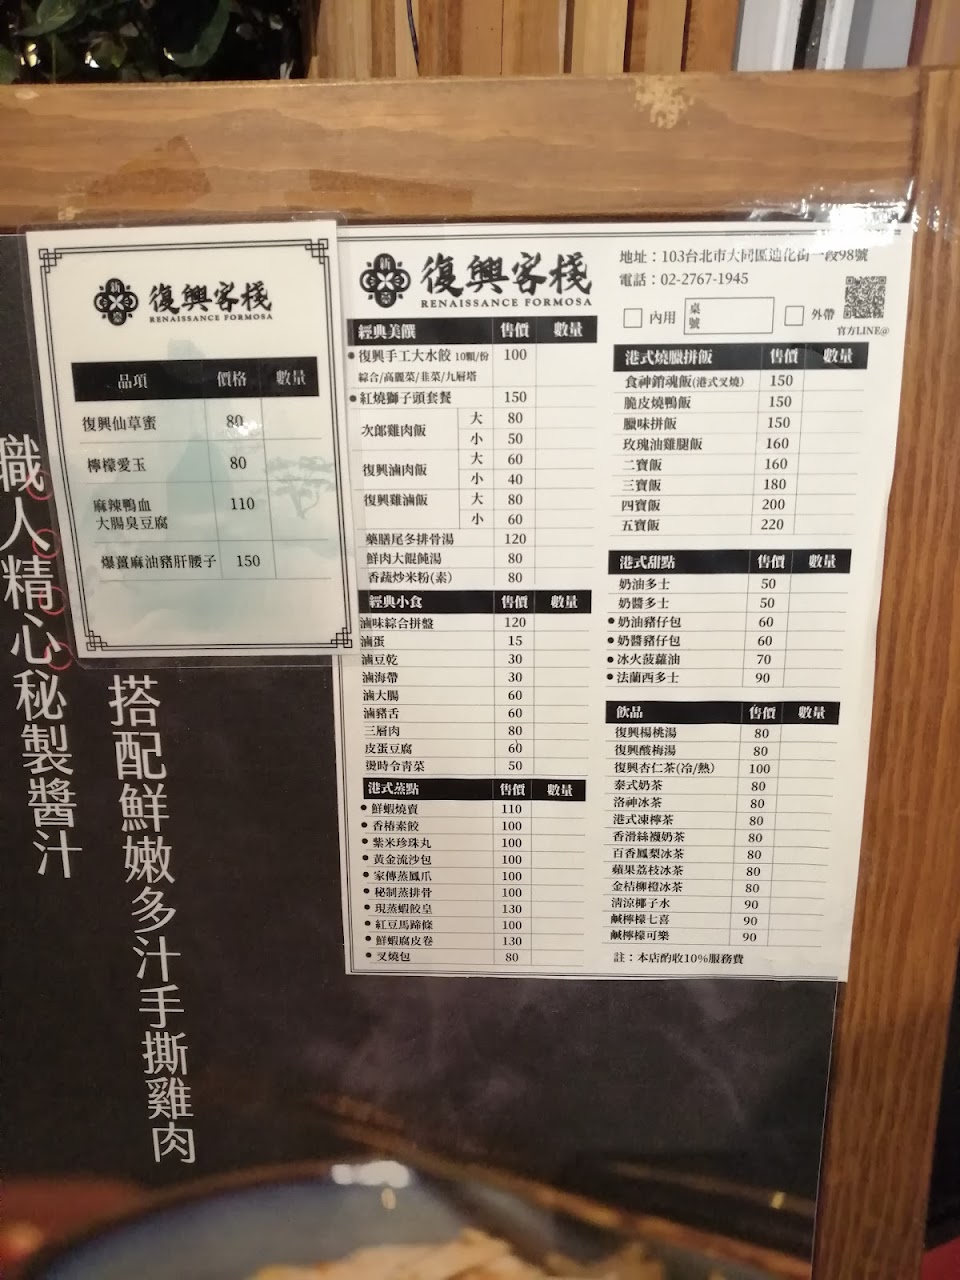 復興客棧
RENAISSANCE FORMOSA
品項 價格 數量
復興仙草蜜 80
檸檬愛玉 80
麻辣鴨血
大腸臭豆腐 110
爆薑麻油豬肝腰子 150
職人精心秘製醬汁
搭配鮮嫩多汁手撕雞肉
復興客棧
RENAISSANCE FORMOSA
地址：103台北市大同區迪化街一段98號
電話：02-2767-1945
內用 桌號 外帶
官方LINE@
經典美饌 售價 數量
復興手工大水餃 10顆/份 100
綜合/高麗菜/韭菜/九層塔
紅燒獅子頭套餐 150
次郎雞肉飯 大 80
小 50
復興滷肉飯 大 60
小 40
復興雞滷飯 大 80
小 60
藥膳尾冬排骨湯 120
鮮肉大餛飩湯 80
香蔬炒米粉(素) 80
經典小食 售價 數量
滷味綜合拼盤 120
滷蛋 15
滷豆乾 30
滷海帶 30
滷大腸 60
滷豬舌 60
三層肉 80
皮蛋豆腐 60
燙時令青菜 50
港式蒸點 售價 數量
鮮蝦燒賣 110
香椿素餃 100
紫米珍珠丸 100
黃金流沙包 100
家傳蒸鳳爪 100
秘制蒸排骨 100
現蒸蝦餃皇 130
紅豆馬蹄條 100
鮮蝦腐皮卷 130
叉燒包 80
港式燒臘拼飯 售價 數量
食神銷魂飯(港式叉燒) 150
脆皮燒鴨飯 150
臘味拼飯 150
玫瑰油雞腿飯 160
二寶飯 160
三寶飯 180
四寶飯 200
五寶飯 220
港式甜點 售價 數量
奶油多士 50
奶醬多士 50
奶油豬仔包 60
奶醬豬仔包 60
冰火菠蘿油 70
法蘭西多士 90
飲品 售價 數量
復興楊桃湯 80
復興酸梅湯 80
復興杏仁茶(冷/熱) 100
泰式奶茶 80
洛神冰茶 80
港式凍檸茶 80
香滑絲襪奶茶 80
百香鳳梨冰茶 80
蘋果荔枝冰茶 80
金桔柳橙冰茶 80
清涼椰子水 90
鹹檸檬七喜 90
鹹檸檬可樂 90
註：本店酌收10%服務費